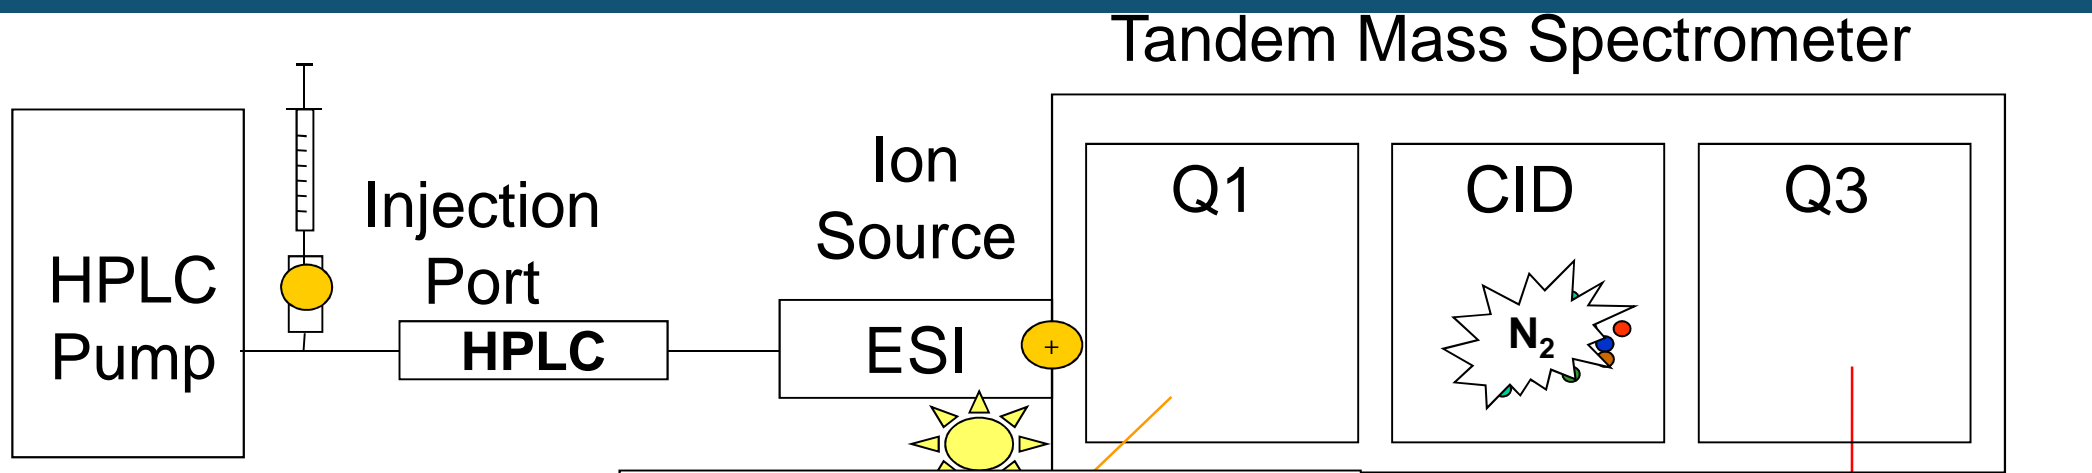 Tandem Mass Spectrometer
HPLC
Pump
Injection
Port
HPLC
Ion
Source
ESI
+
Q1
CID
N₂
Q3